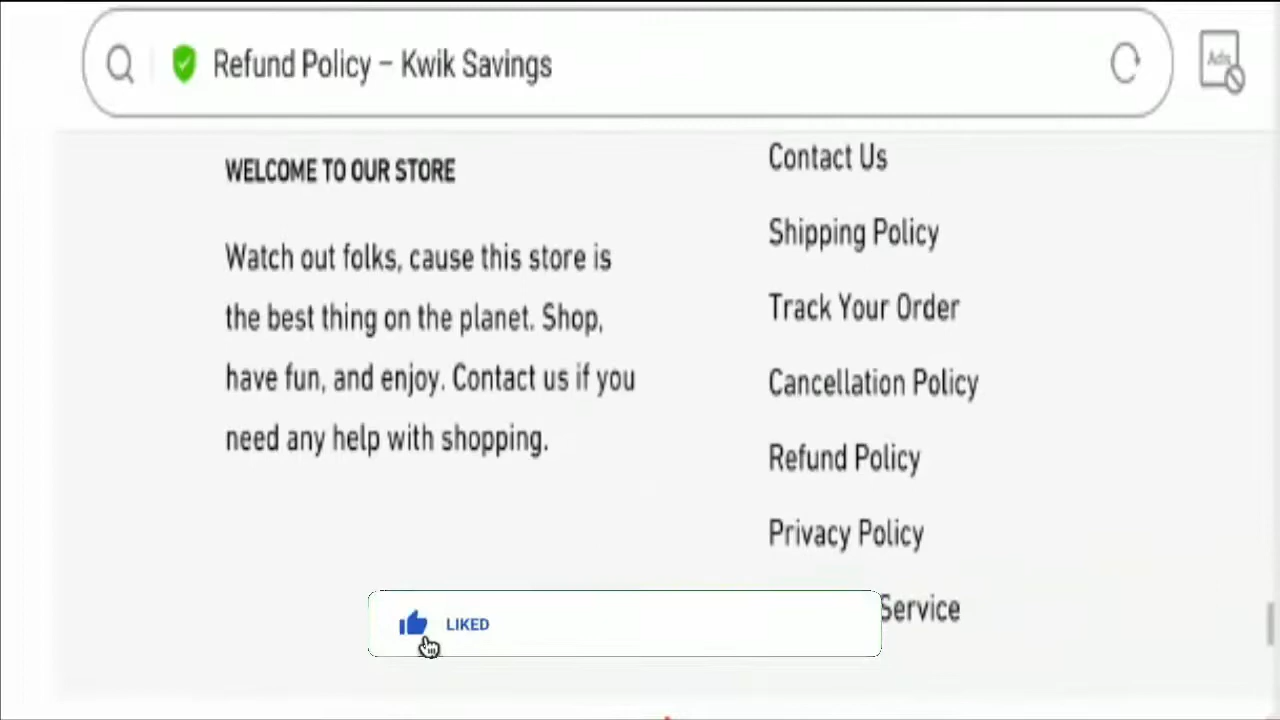 Refund Policy – Kwik Savings
Ads
WELCOME TO OUR STORE
Watch out folks, cause this store is
the best thing on the planet. Shop,
have fun, and enjoy. Contact us if you
need any help with shopping.
Contact Us
Shipping Policy
Track Your Order
Cancellation Policy
Refund Policy
Privacy Policy
Service
LIKED